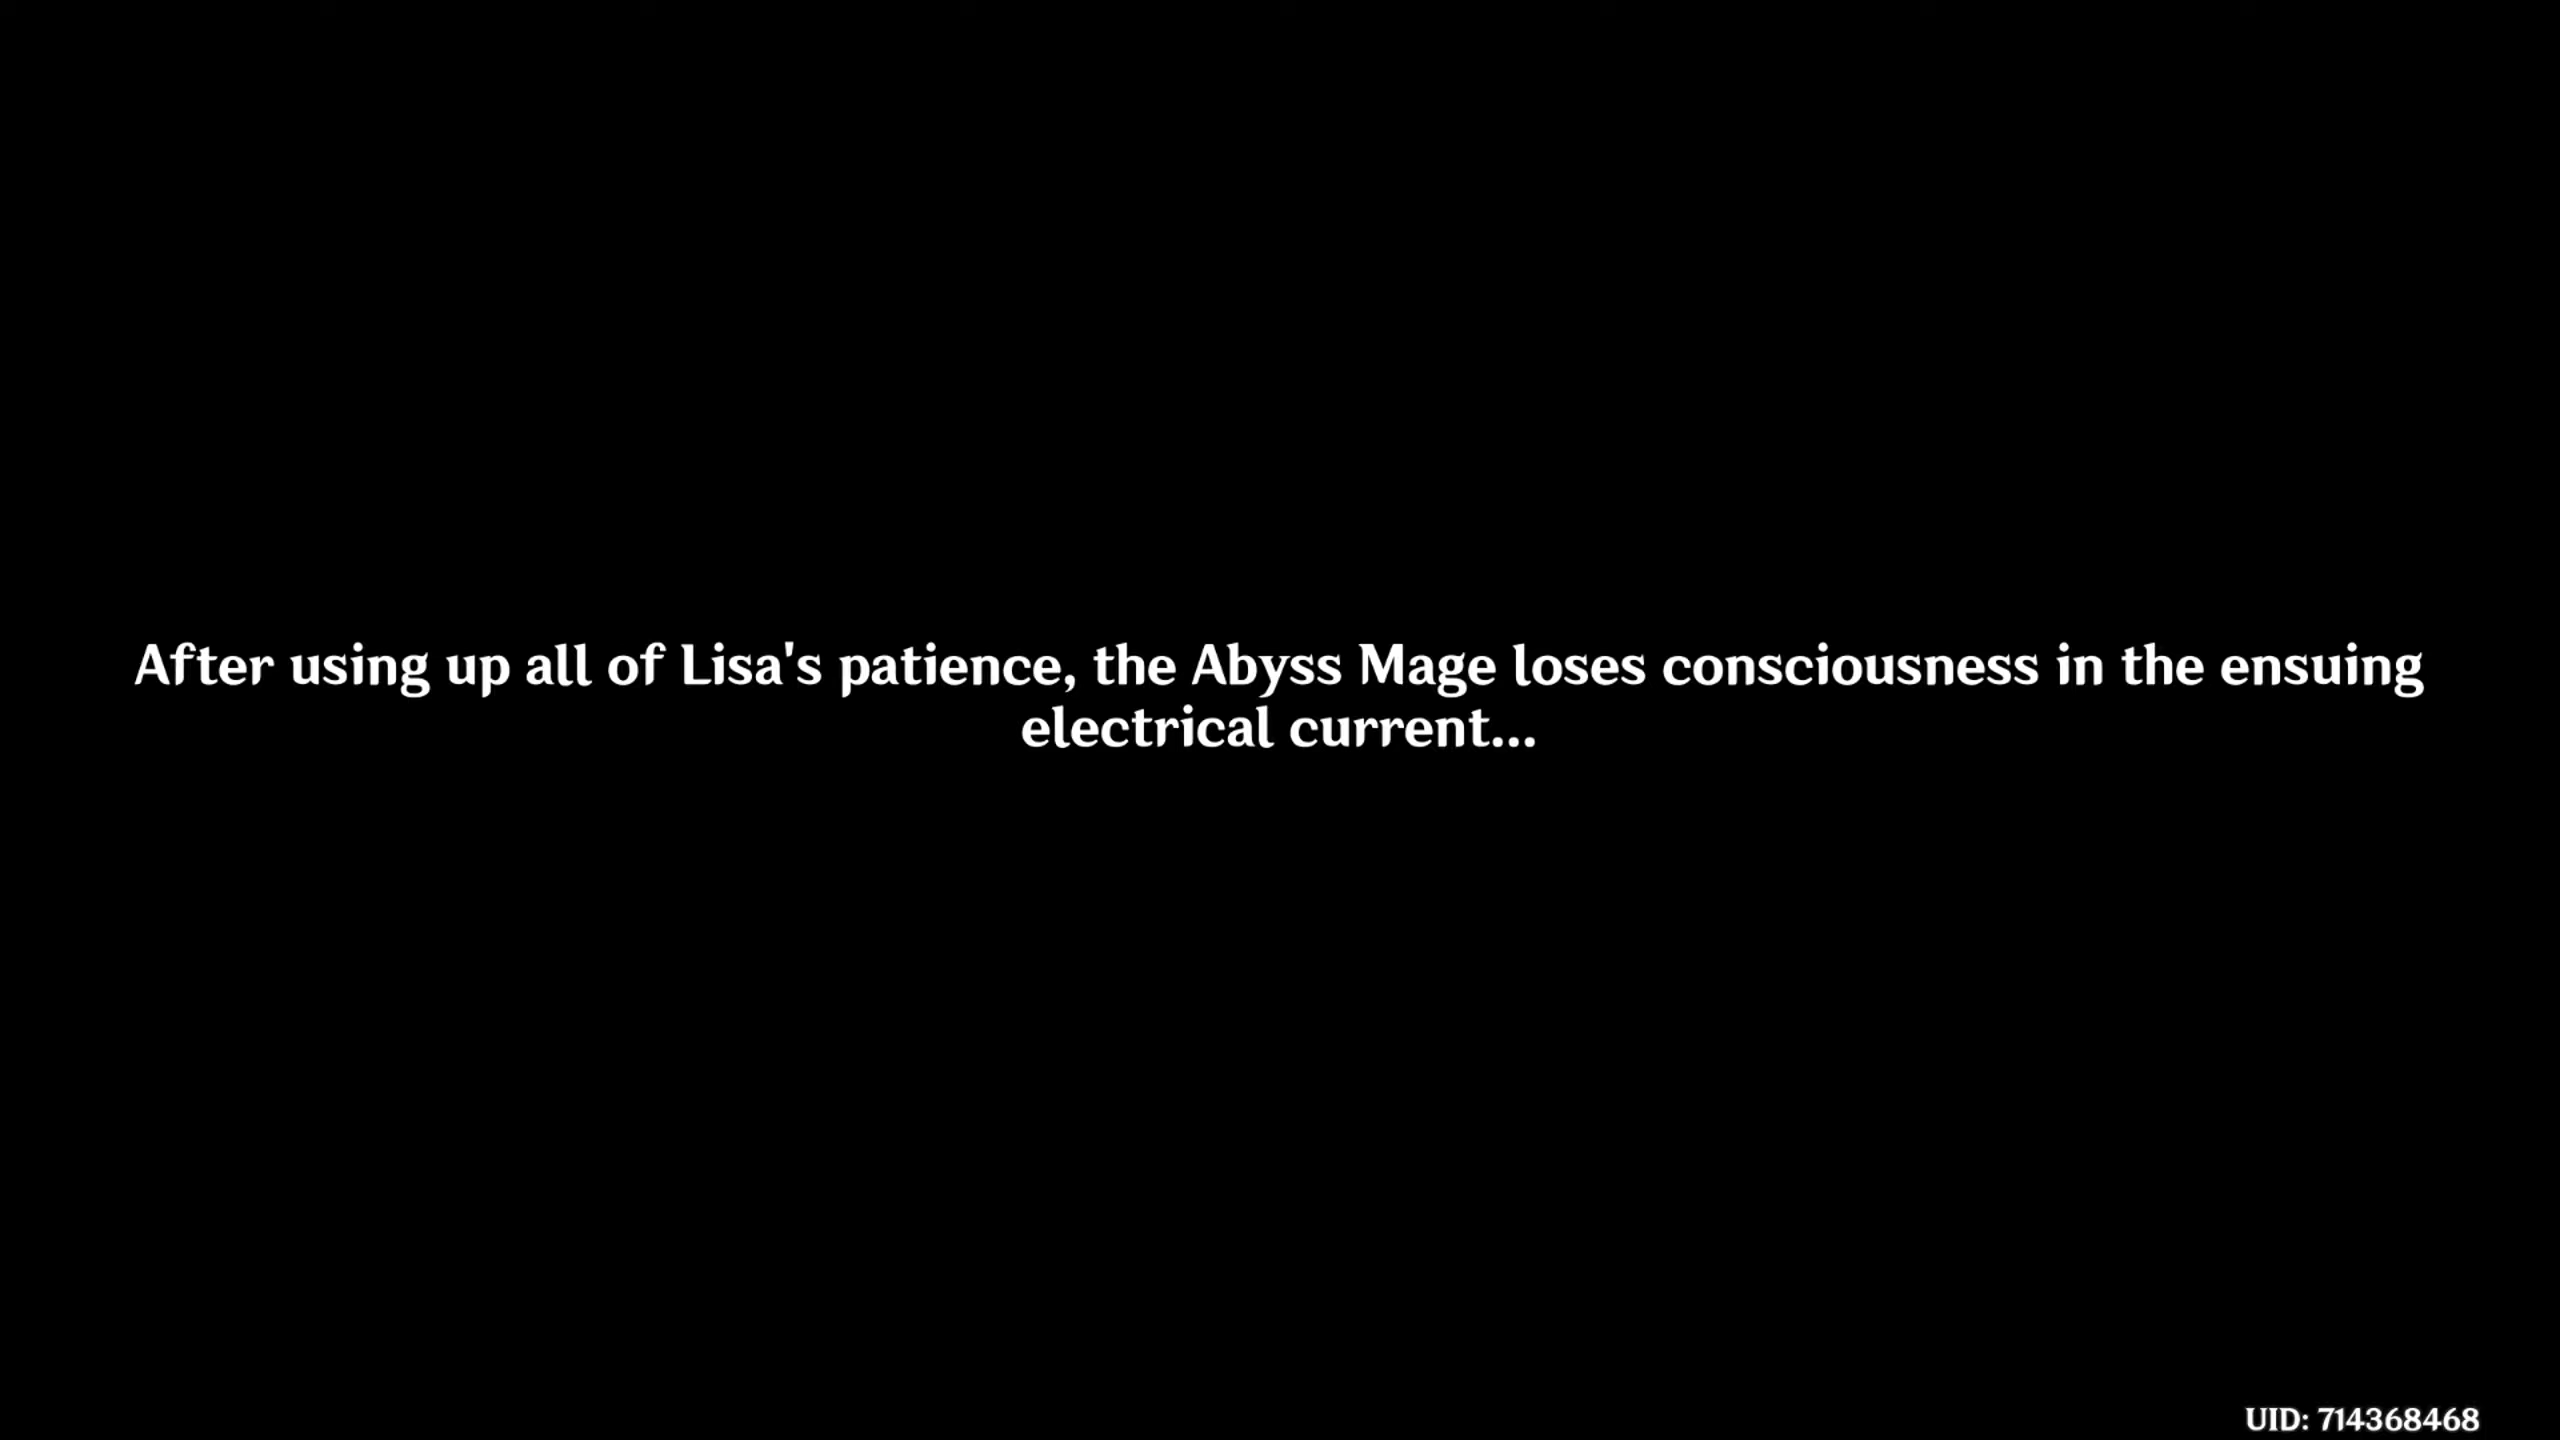 After using up all of Lisa's patience, the Abyss Mage loses consciousness in the ensuing
electrical current...
UID: 714368468